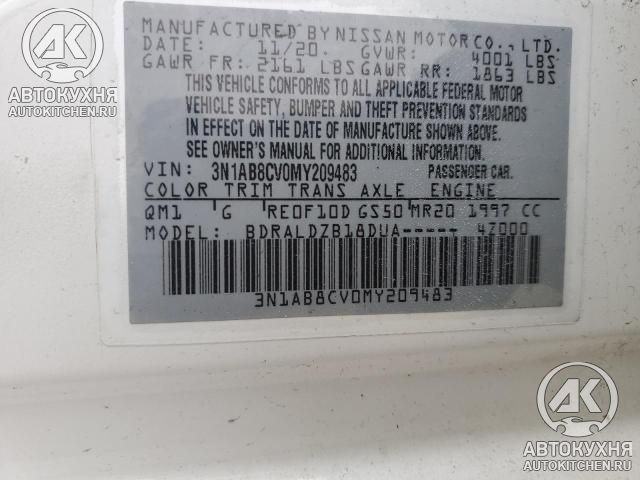 MANUFACTURED BY NISSAN MOTOR CO., LTD.
DATE: 11/20. GVWR: 4001 LBS
GAWR FR: 2161 LBS GAWR RR: 1863 LBS
THIS VEHICLE CONFORMS TO ALL APPLICABLE FEDERAL MOTOR
VEHICLE SAFETY, BUMPER AND THEFT PREVENTION STANDARDS
IN EFFECT ON THE DATE OF MANUFACTURE SHOWN ABOVE.
SEE OWNER'S MANUAL FOR ADDITIONAL INFORMATION.
VIN: 3N1AB8CV0MY209483 PASSENGER CAR.
COLOR TRIM TRANS AXLE ENGINE
QM1 G RE0F10D GS50 MR20 1997 CC
MODEL: BDRALDZB18DUA----- 4Z000
3N1AB8CV0MY209483
АК
АВТОКУХНЯ
AUTOKITCHEN.RU
АК
АВТОКУХНЯ
AUTOKITCHEN.RU